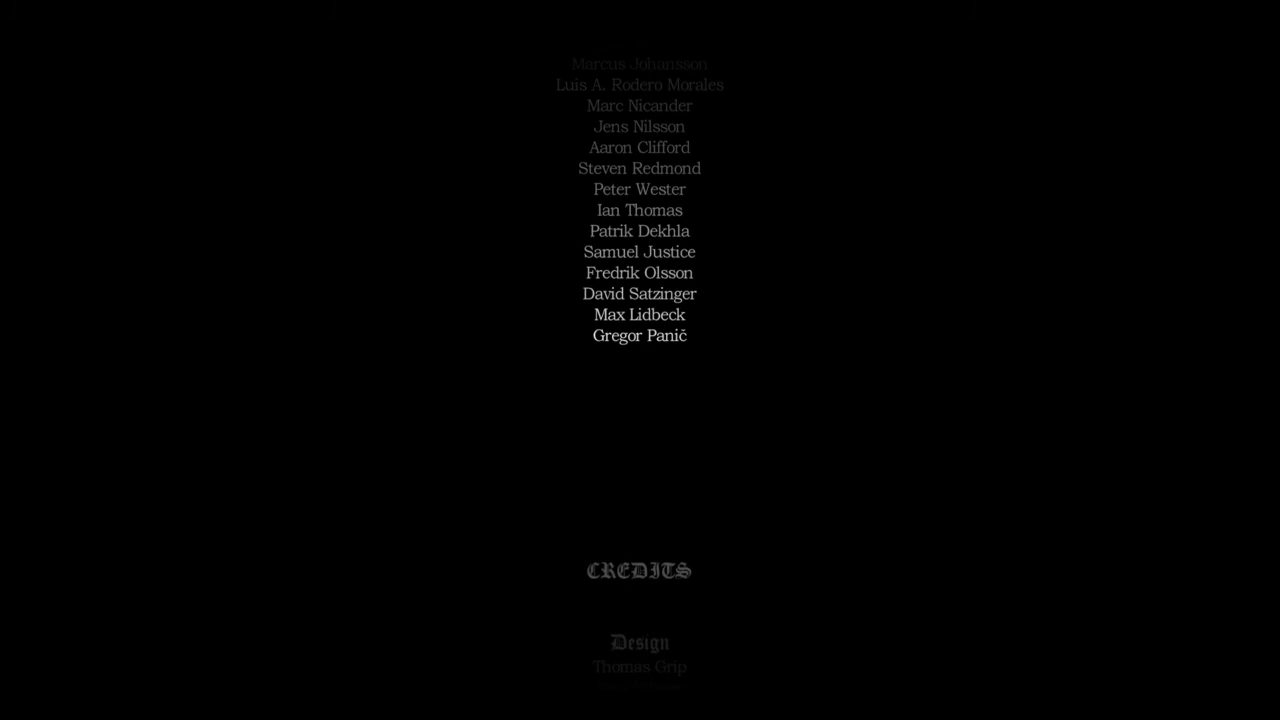 Marcus Johansson
Luis A. Rodero Morales
Marc Nicander
Jens Nilsson
Aaron Clifford
Steven Redmond
Peter Wester
Ian Thomas
Patrik Dekhla
Samuel Justice
Fredrik Olsson
David Satzinger
Max Lidbeck
Gregor Panič
CREDITS
Design
Thomas Grip